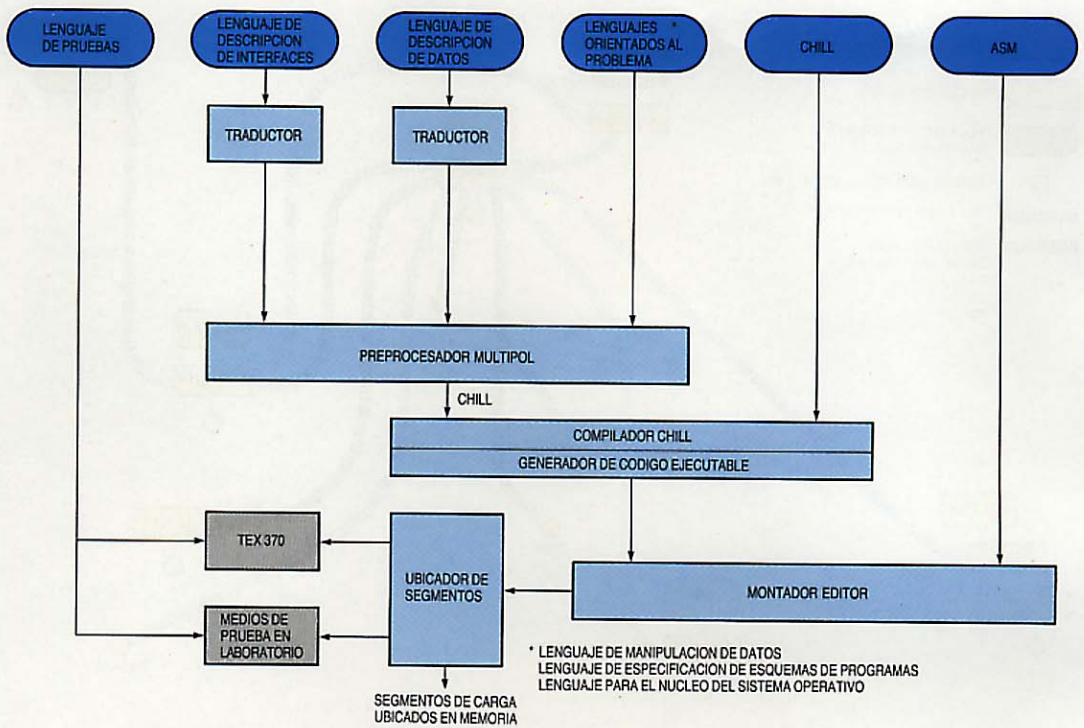 LENGUAJE
DE PRUEBAS
LENGUAJE DE
DESCRIPCION
DE INTERFACES
LENGUAJE DE
DESCRIPCION
DE DATOS
LENGUAJES *
ORIENTADOS AL
PROBLEMA
CHILL
ASM
TRADUCTOR
TRADUCTOR
PREPROCESADOR MULTIPOL
CHILL
COMPILADOR CHILL
GENERADOR DE CODIGO EJECUTABLE
TEX 370
UBICADOR DE
SEGMENTOS
MONTADOR EDITOR
MEDIOS DE
PRUEBA EN
LABORATORIO
* LENGUAJE DE MANIPULACION DE DATOS
LENGUAJE DE ESPECIFICACION DE ESQUEMAS DE PROGRAMAS
LENGUAJE PARA EL NUCLEO DEL SISTEMA OPERATIVO
SEGMENTOS DE CARGA
UBICADOS EN MEMORIA